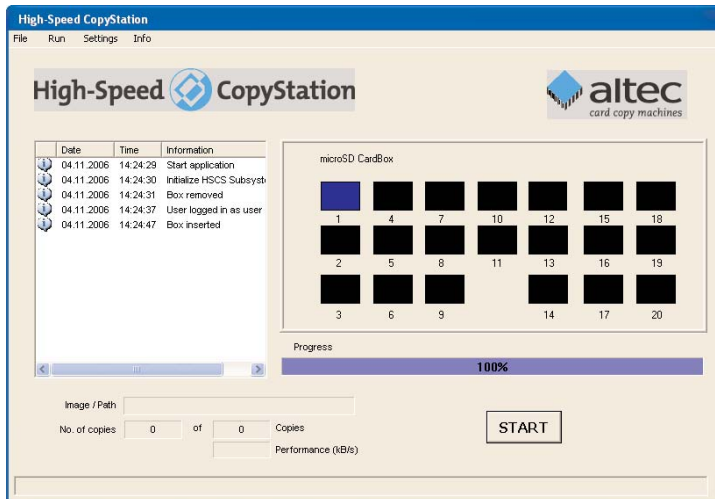 High-Speed CopyStation
File Run Settings Info
High-Speed CopyStation
altec
card copy machines
Date Time Information
04.11.2006 14:24:29 Start application
04.11.2006 14:24:30 Initialize HSCS Subsyste
04.11.2006 14:24:31 Box removed
04.11.2006 14:24:37 User logged in as user
04.11.2006 14:24:47 Box inserted
microSD CardBox
1 4 7 10 12 15 18
2 5 8 11 13 16 19
3 6 9 14 17 20
Progress
100%
Image / Path
No. of copies 0 of 0 Copies
Performance (kB/s)
START